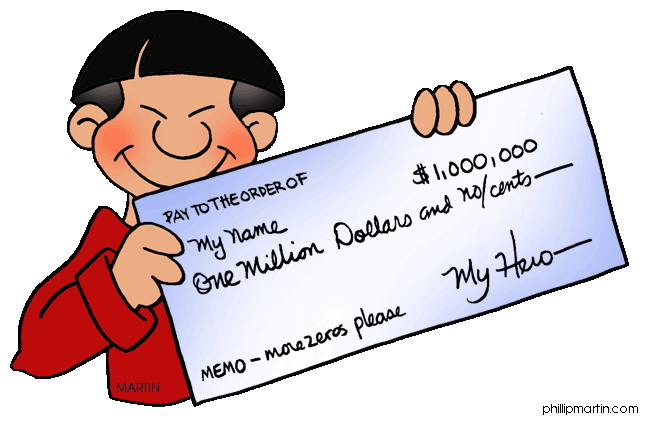 PAY TO THE ORDER OF
$1,000,000
My Name
One Million Dollars and no/cents
My Hero
MEMO - more zeros please
MARTIN
phillipmartin.com